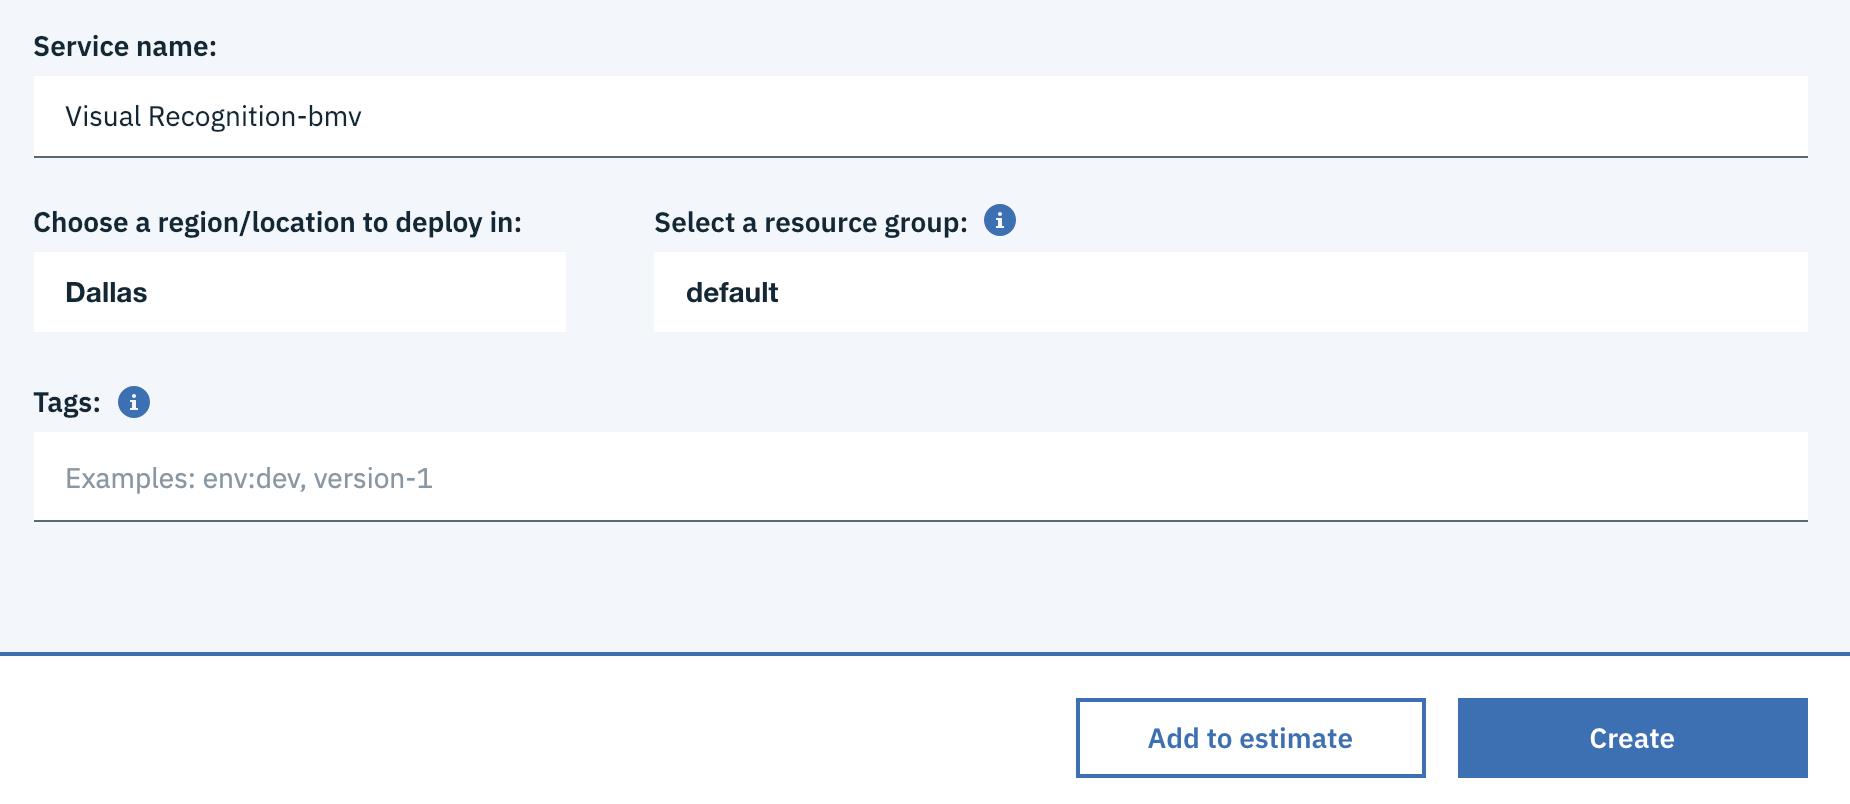 Service name:
Visual Recognition-bmv
Choose a region/location to deploy in:
Select a resource group:
Dallas
default
Tags:
Examples: env:dev, version-1
Add to estimate
Create